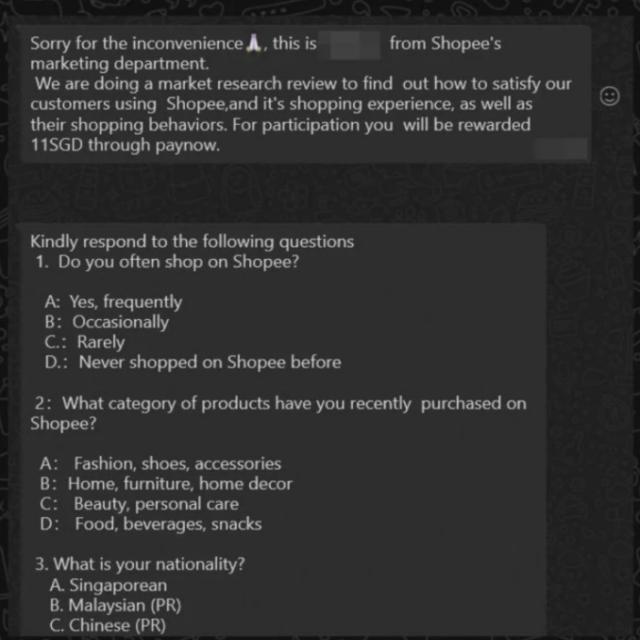 Sorry for the inconvenience🙏, this is from Shopee's
marketing department.
We are doing a market research review to find out how to satisfy our
customers using Shopee,and it's shopping experience, as well as
their shopping behaviors. For participation you will be rewarded
11SGD through paynow.
Kindly respond to the following questions
1. Do you often shop on Shopee?
A: Yes, frequently
B: Occasionally
C.: Rarely
D.: Never shopped on Shopee before
2: What category of products have you recently purchased on
Shopee?
A: Fashion, shoes, accessories
B: Home, furniture, home decor
C: Beauty, personal care
D: Food, beverages, snacks
3. What is your nationality?
A. Singaporean
B. Malaysian (PR)
C. Chinese (PR)